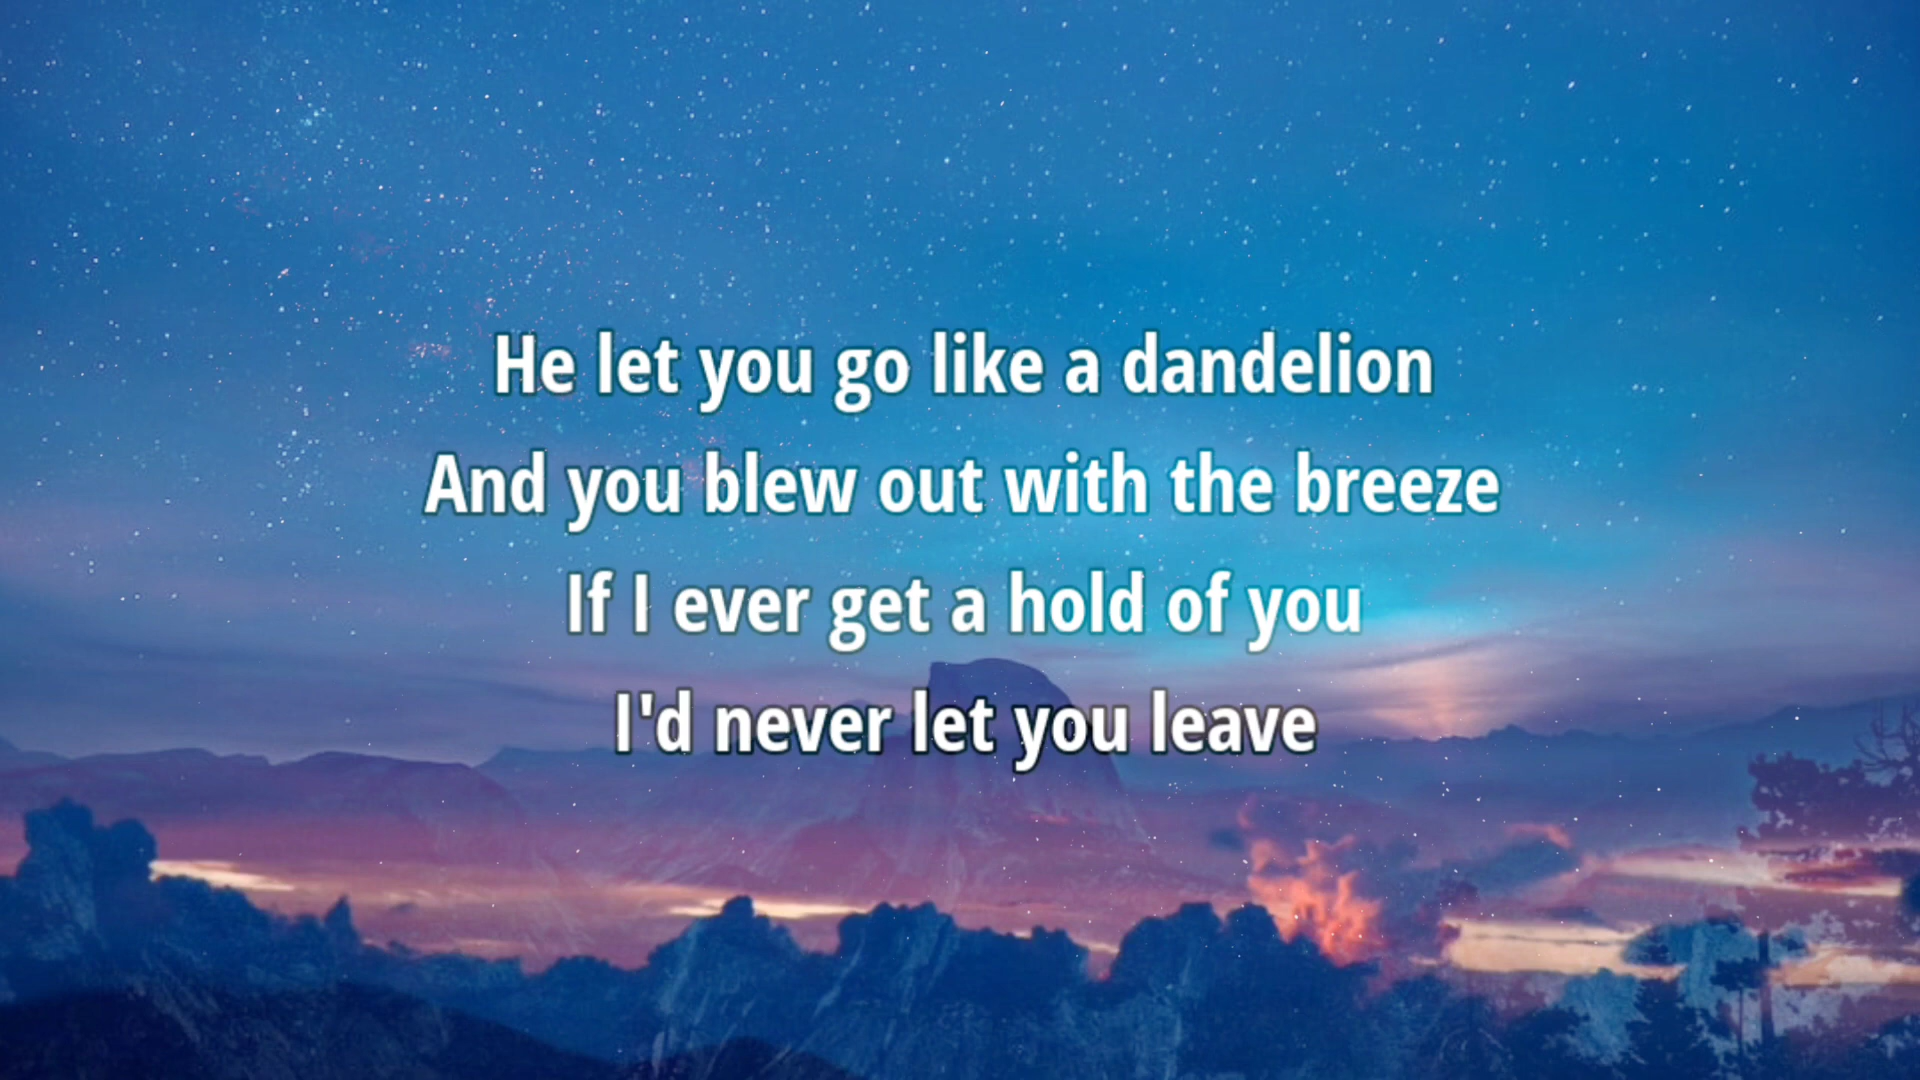 He let you go like a dandelion
And you blew out with the breeze
If I ever get a hold of you
I'd never let you leave